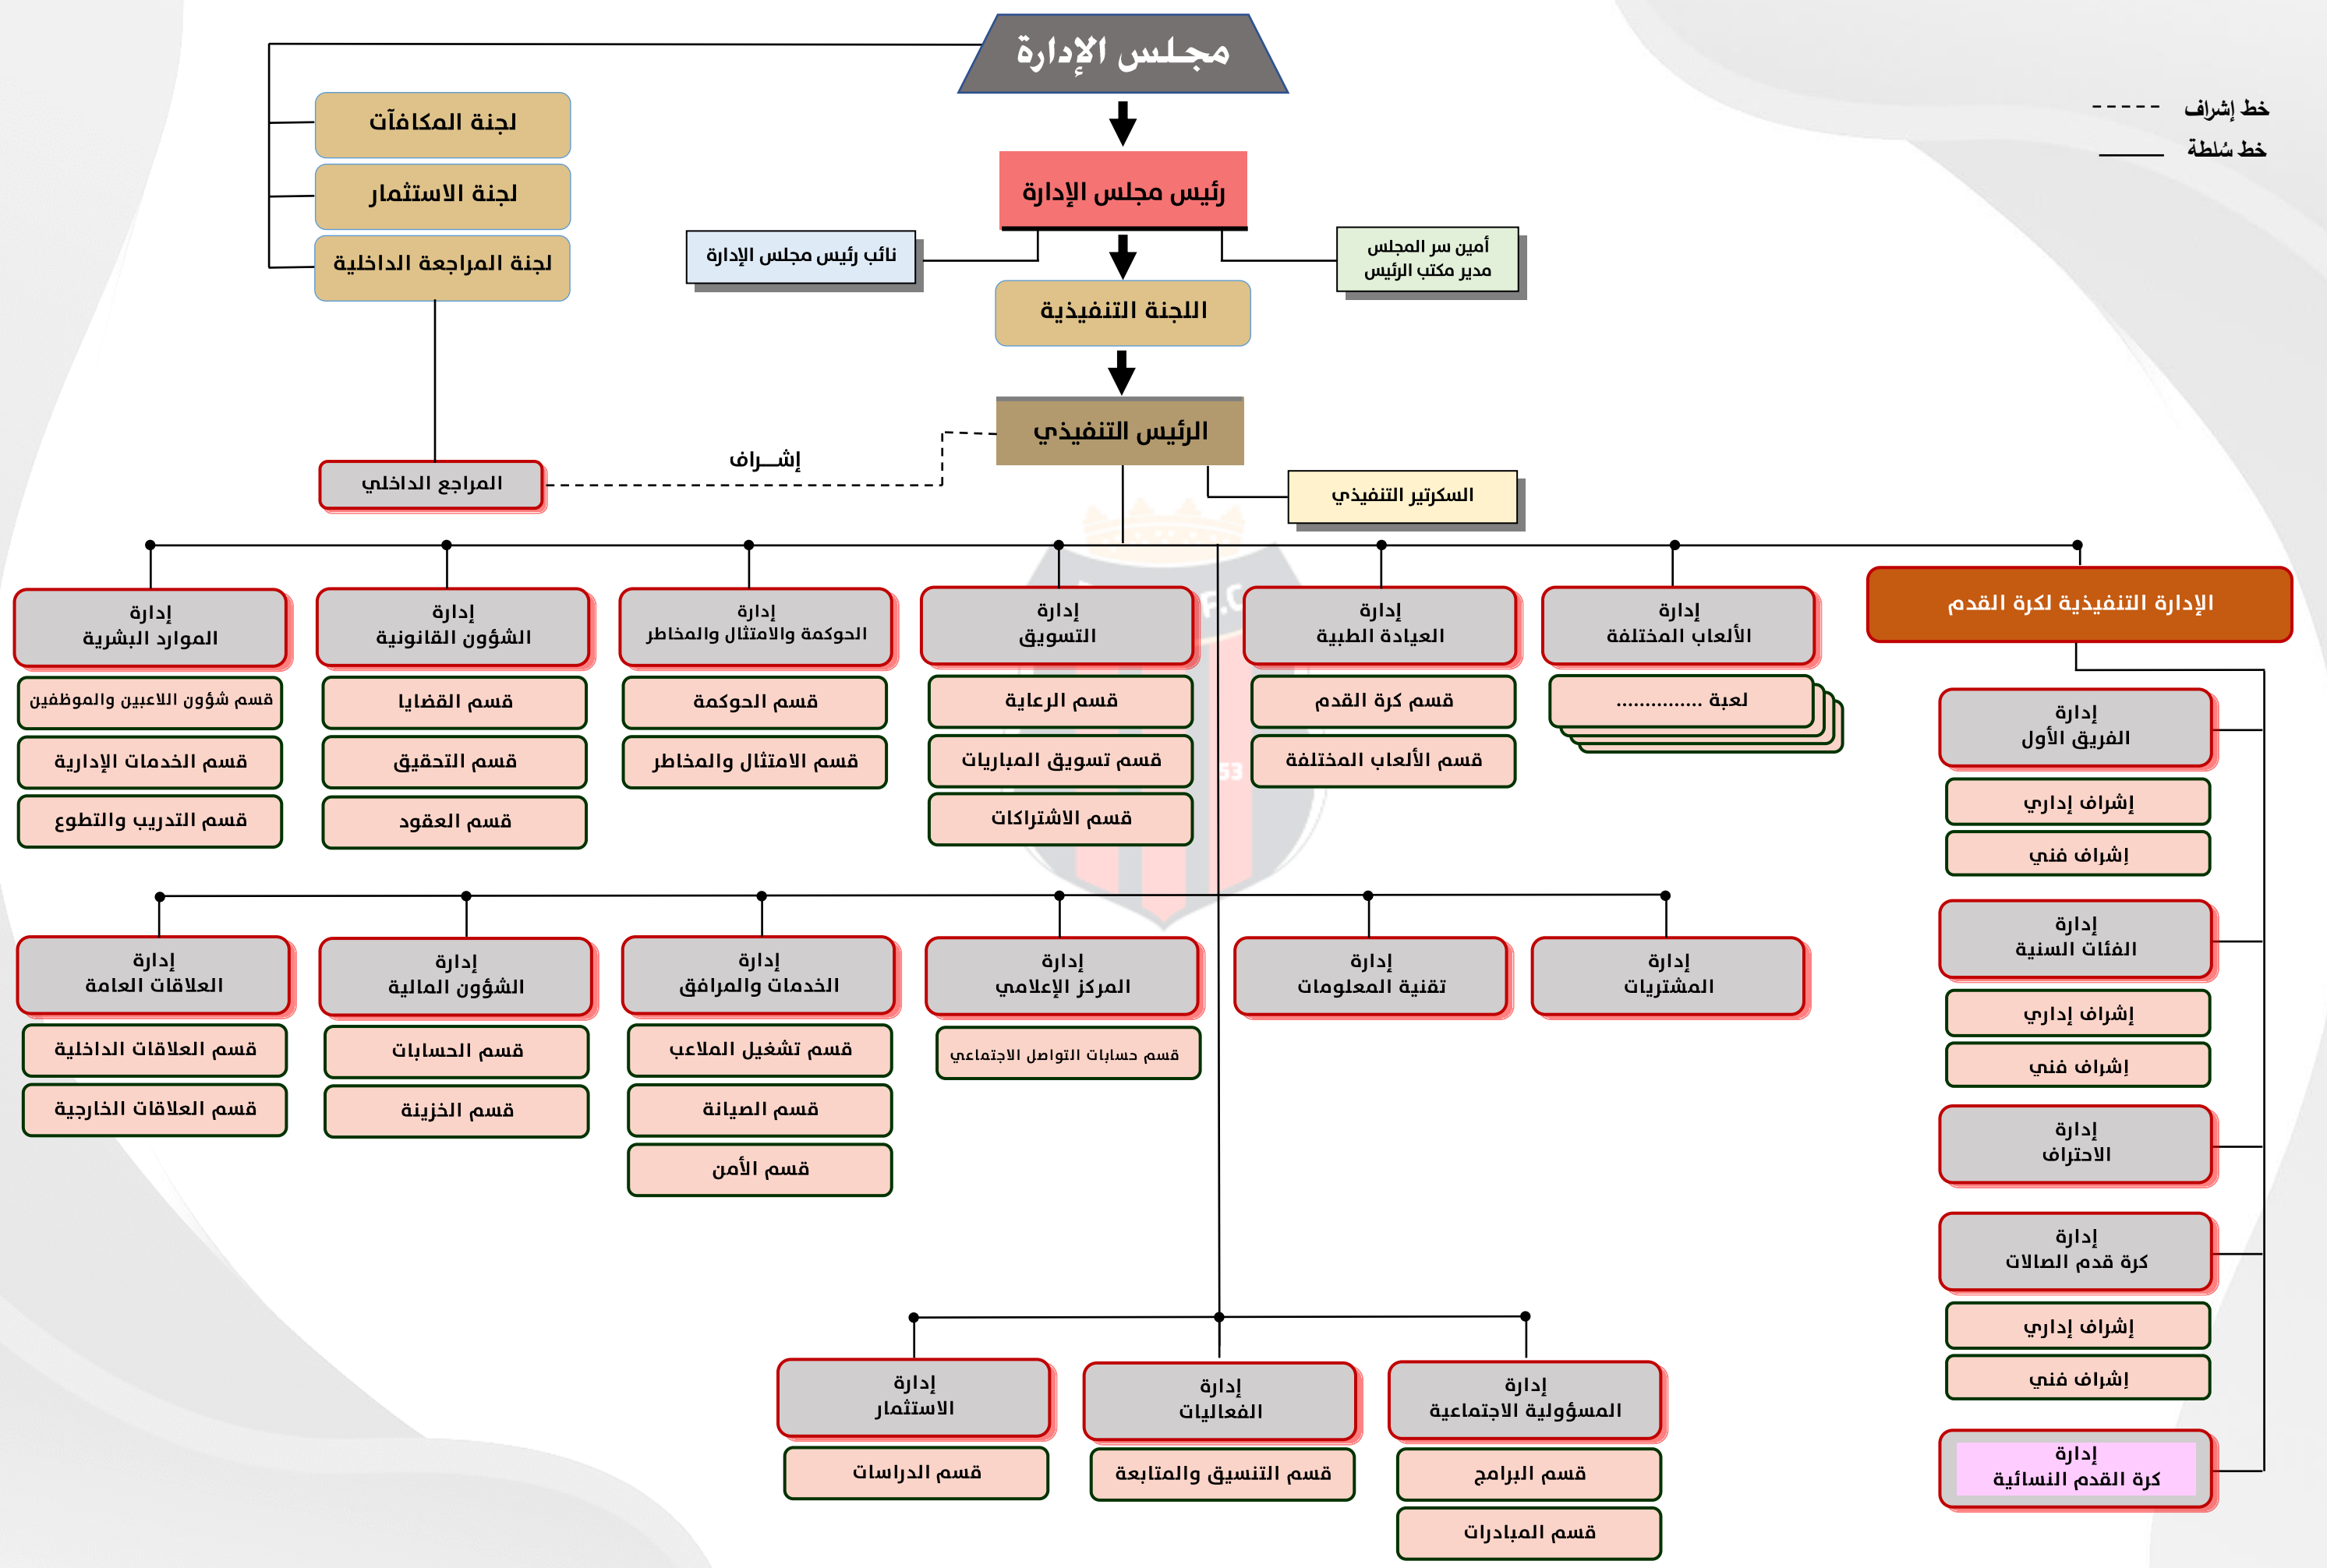 مجلس الإدارة
خط إشراف
خط سُلطة
لجنة المكافآت
لجنة الاستثمار
لجنة المراجعة الداخلية
رئيس مجلس الإدارة
أمين سر المجلس
مدير مكتب الرئيس
نائب رئيس مجلس الإدارة
اللجنة التنفيذية
الرئيس التنفيذي
إشـــراف
المراجع الداخلي
السكرتير التنفيذي
الإدارة التنفيذية لكرة القدم
إدارة
الألعاب المختلفة
لعبة ...............
إدارة
العيادة الطبية
قسم كرة القدم
قسم الألعاب المختلفة
إدارة
التسويق
قسم الرعاية
قسم تسويق المباريات
قسم الاشتراكات
إدارة
الحوكمة والامتثال والمخاطر
قسم الحوكمة
قسم الامتثال والمخاطر
إدارة
الشؤون القانونية
قسم القضايا
قسم التحقيق
قسم العقود
إدارة
الموارد البشرية
قسم شؤون اللاعبين والموظفين
قسم الخدمات الإدارية
قسم التدريب والتطوع
إدارة
الفريق الأول
إشراف إداري
إشراف فني
إدارة
الفئات السنية
إشراف إداري
إشراف فني
إدارة
الاحتراف
إدارة
كرة قدم الصالات
إشراف إداري
إشراف فني
إدارة
كرة القدم النسائية
إدارة
المشتريات
إدارة
تقنية المعلومات
إدارة
المركز الإعلامي
قسم حسابات التواصل الاجتماعي
إدارة
الخدمات والمرافق
قسم تشغيل الملاعب
قسم الصيانة
قسم الأمن
إدارة
الشؤون المالية
قسم الحسابات
قسم الخزينة
إدارة
العلاقات العامة
قسم العلاقات الداخلية
قسم العلاقات الخارجية
إدارة
المسؤولية الاجتماعية
قسم البرامج
قسم المبادرات
إدارة
الفعاليات
قسم التنسيق والمتابعة
إدارة
الاستثمار
قسم الدراسات
F.C
53